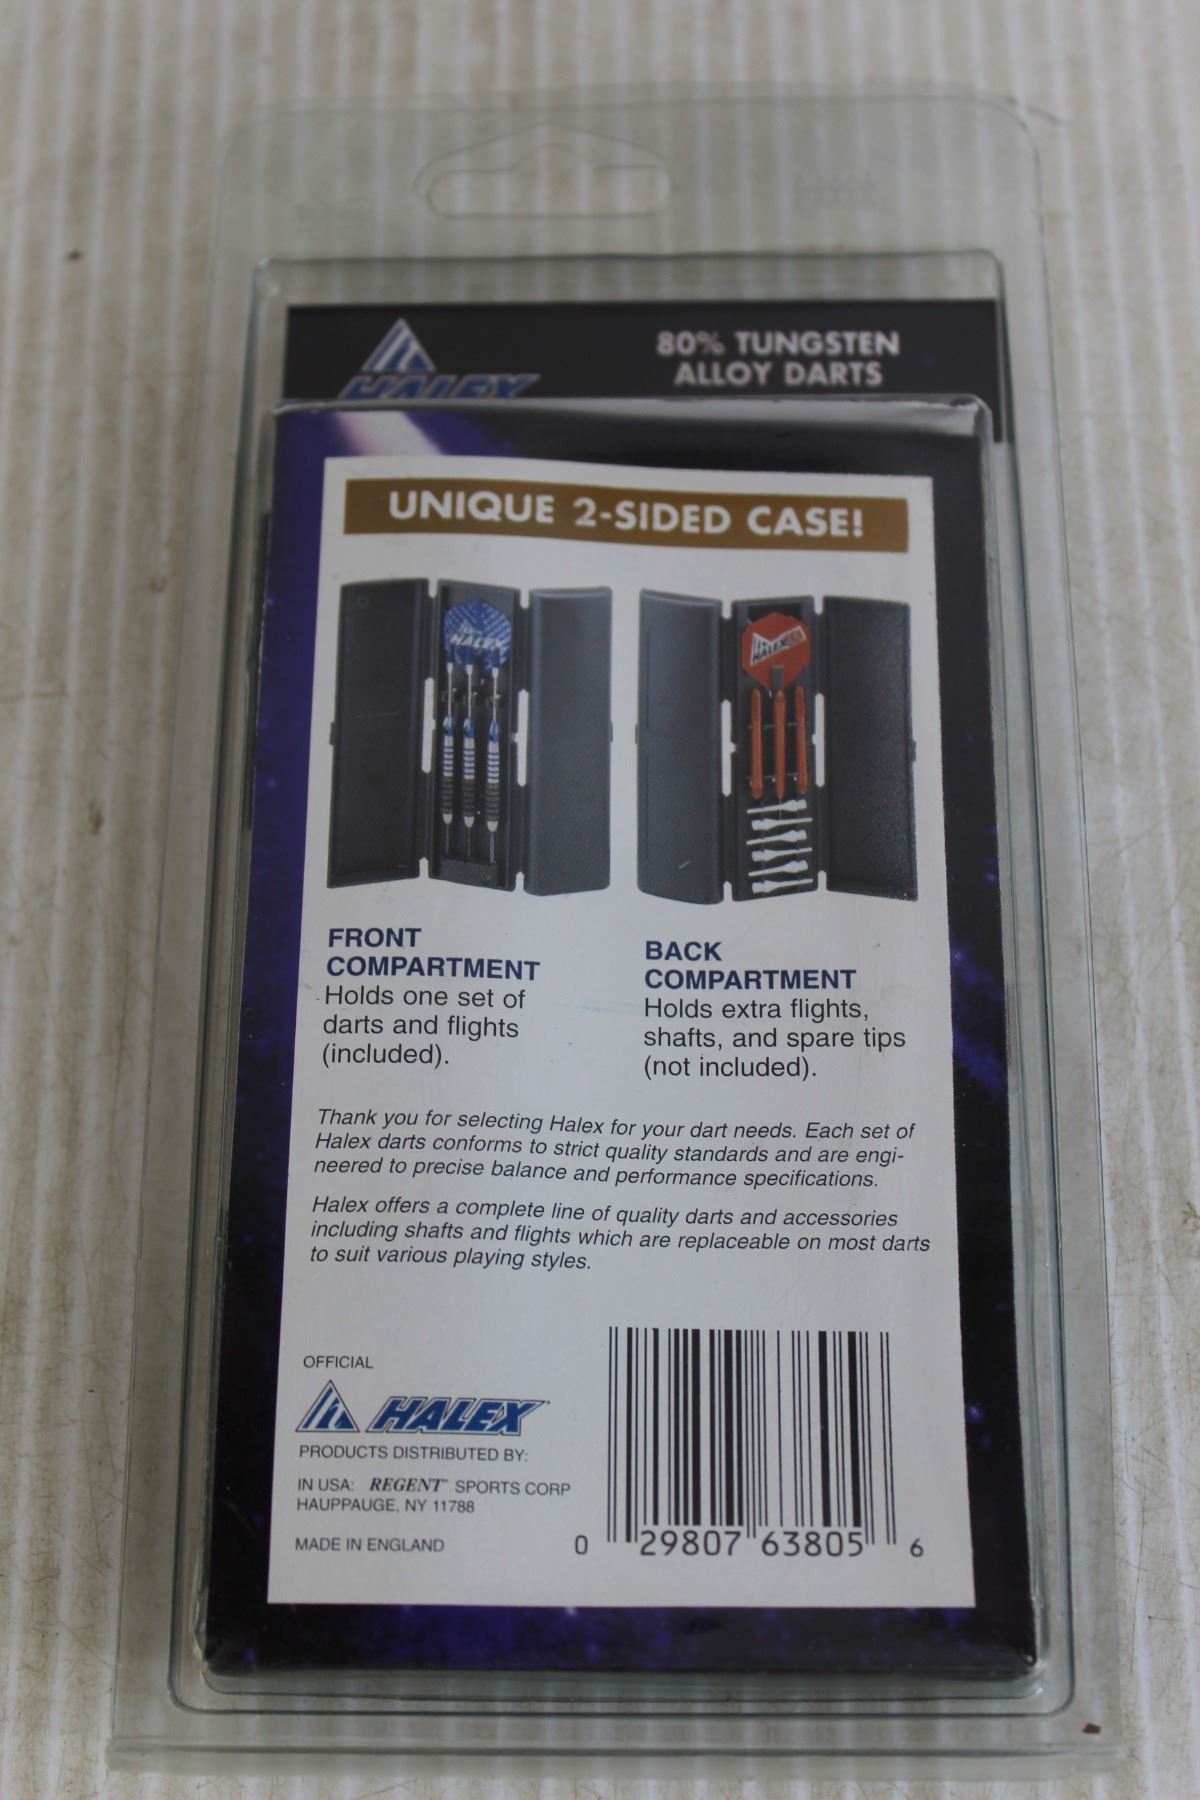 HALEX
80% TUNGSTEN
ALLOY DARTS
UNIQUE 2-SIDED CASE!
HALEX
HALEX
FRONT
COMPARTMENT
Holds one set of
darts and flights
(included).
BACK
COMPARTMENT
Holds extra flights,
shafts, and spare tips
(not included).
Thank you for selecting Halex for your dart needs. Each set of
Halex darts conforms to strict quality standards and are engi-
neered to precise balance and performance specifications.
Halex offers a complete line of quality darts and accessories
including shafts and flights which are replaceable on most darts
to suit various playing styles.
OFFICIAL
HALEX
PRODUCTS DISTRIBUTED BY:
IN USA: REGENT SPORTS CORP
HAUPPAUGE, NY 11788
MADE IN ENGLAND
0 29807 63805 6